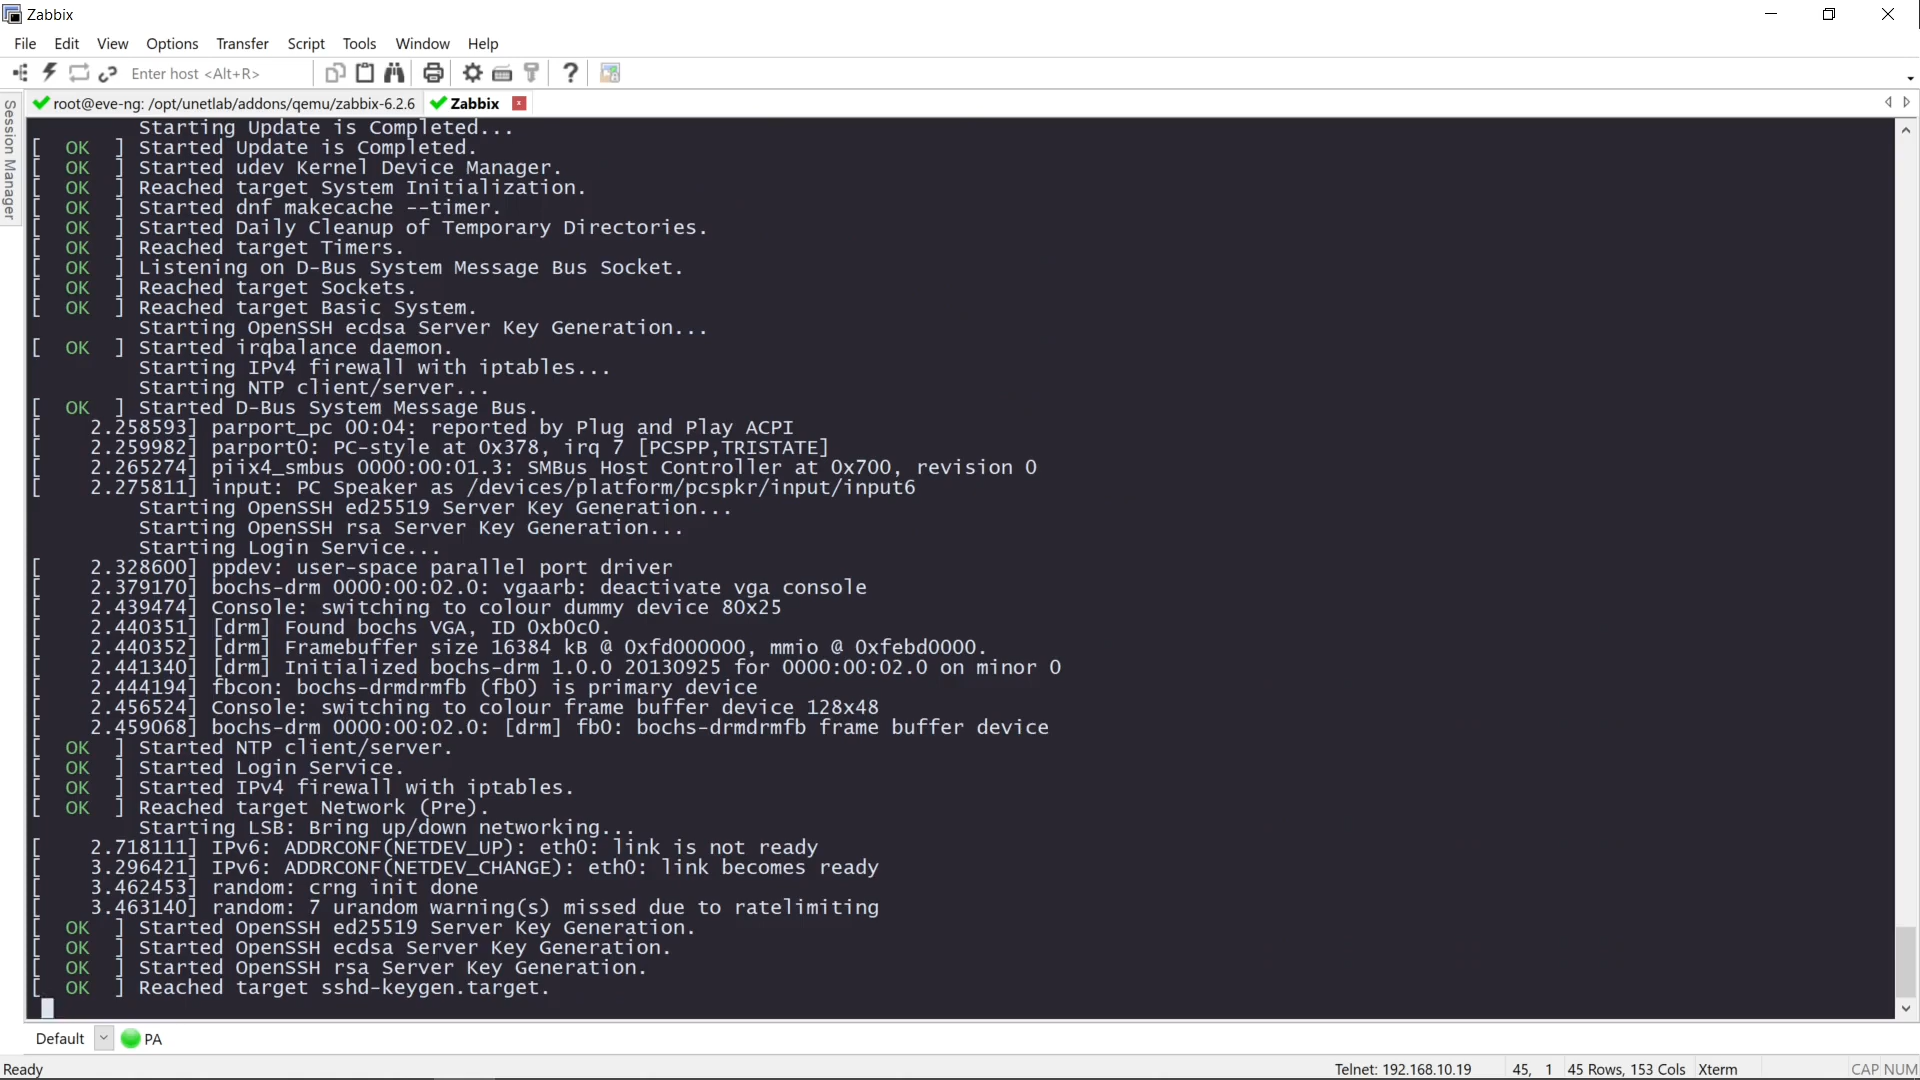 Zabbix
File Edit View Options Transfer Script Tools Window Help
Enter host <Alt+R>
root@eve-ng: /opt/unetlab/addons/qemu/zabbix-6.2.6 Zabbix
Session Manager
Starting Update is Completed...
[ OK ] Started Update is Completed.
[ OK ] Started udev Kernel Device Manager.
[ OK ] Reached target System Initialization.
[ OK ] Started dnf makecache --timer.
[ OK ] Started Daily Cleanup of Temporary Directories.
[ OK ] Reached target Timers.
[ OK ] Listening on D-Bus System Message Bus Socket.
[ OK ] Reached target Sockets.
[ OK ] Reached target Basic System.
Starting OpenSSH ecdsa Server Key Generation...
[ OK ] Started irqbalance daemon.
Starting IPv4 firewall with iptables...
Starting NTP client/server...
[ OK ] Started D-Bus System Message Bus.
[ 2.258593] parport_pc 00:04: reported by Plug and Play ACPI
[ 2.259982] parport0: PC-style at 0x378, irq 7 [PCSPP,TRISTATE]
[ 2.265274] piix4_smbus 0000:00:01.3: SMBus Host Controller at 0x700, revision 0
[ 2.275811] input: PC Speaker as /devices/platform/pcspkr/input/input6
Starting OpenSSH ed25519 Server Key Generation...
Starting OpenSSH rsa Server Key Generation...
Starting Login Service...
[ 2.328600] ppdev: user-space parallel port driver
[ 2.379170] bochs-drm 0000:00:02.0: vgaarb: deactivate vga console
[ 2.439474] Console: switching to colour dummy device 80x25
[ 2.440351] [drm] Found bochs VGA, ID 0xb0c0.
[ 2.440352] [drm] Framebuffer size 16384 kB @ 0xfd000000, mmio @ 0xfebd0000.
[ 2.441340] [drm] Initialized bochs-drm 1.0.0 20130925 for 0000:00:02.0 on minor 0
[ 2.444194] fbcon: bochs-drmdrmfb (fb0) is primary device
[ 2.456524] Console: switching to colour frame buffer device 128x48
[ 2.459068] bochs-drm 0000:00:02.0: [drm] fb0: bochs-drmdrmfb frame buffer device
[ OK ] Started NTP client/server.
[ OK ] Started Login Service.
[ OK ] Started IPv4 firewall with iptables.
[ OK ] Reached target Network (Pre).
Starting LSB: Bring up/down networking...
[ 2.718111] IPv6: ADDRCONF(NETDEV_UP): eth0: link is not ready
[ 3.296421] IPv6: ADDRCONF(NETDEV_CHANGE): eth0: link becomes ready
[ 3.462453] random: crng init done
[ 3.463140] random: 7 urandom warning(s) missed due to ratelimiting
[ OK ] Started OpenSSH ed25519 Server Key Generation.
[ OK ] Started OpenSSH ecdsa Server Key Generation.
[ OK ] Started OpenSSH rsa Server Key Generation.
[ OK ] Reached target sshd-keygen.target.
Default PA
Ready Telnet: 192.168.10.19 45, 1 45 Rows, 153 Cols Xterm CAP NUM